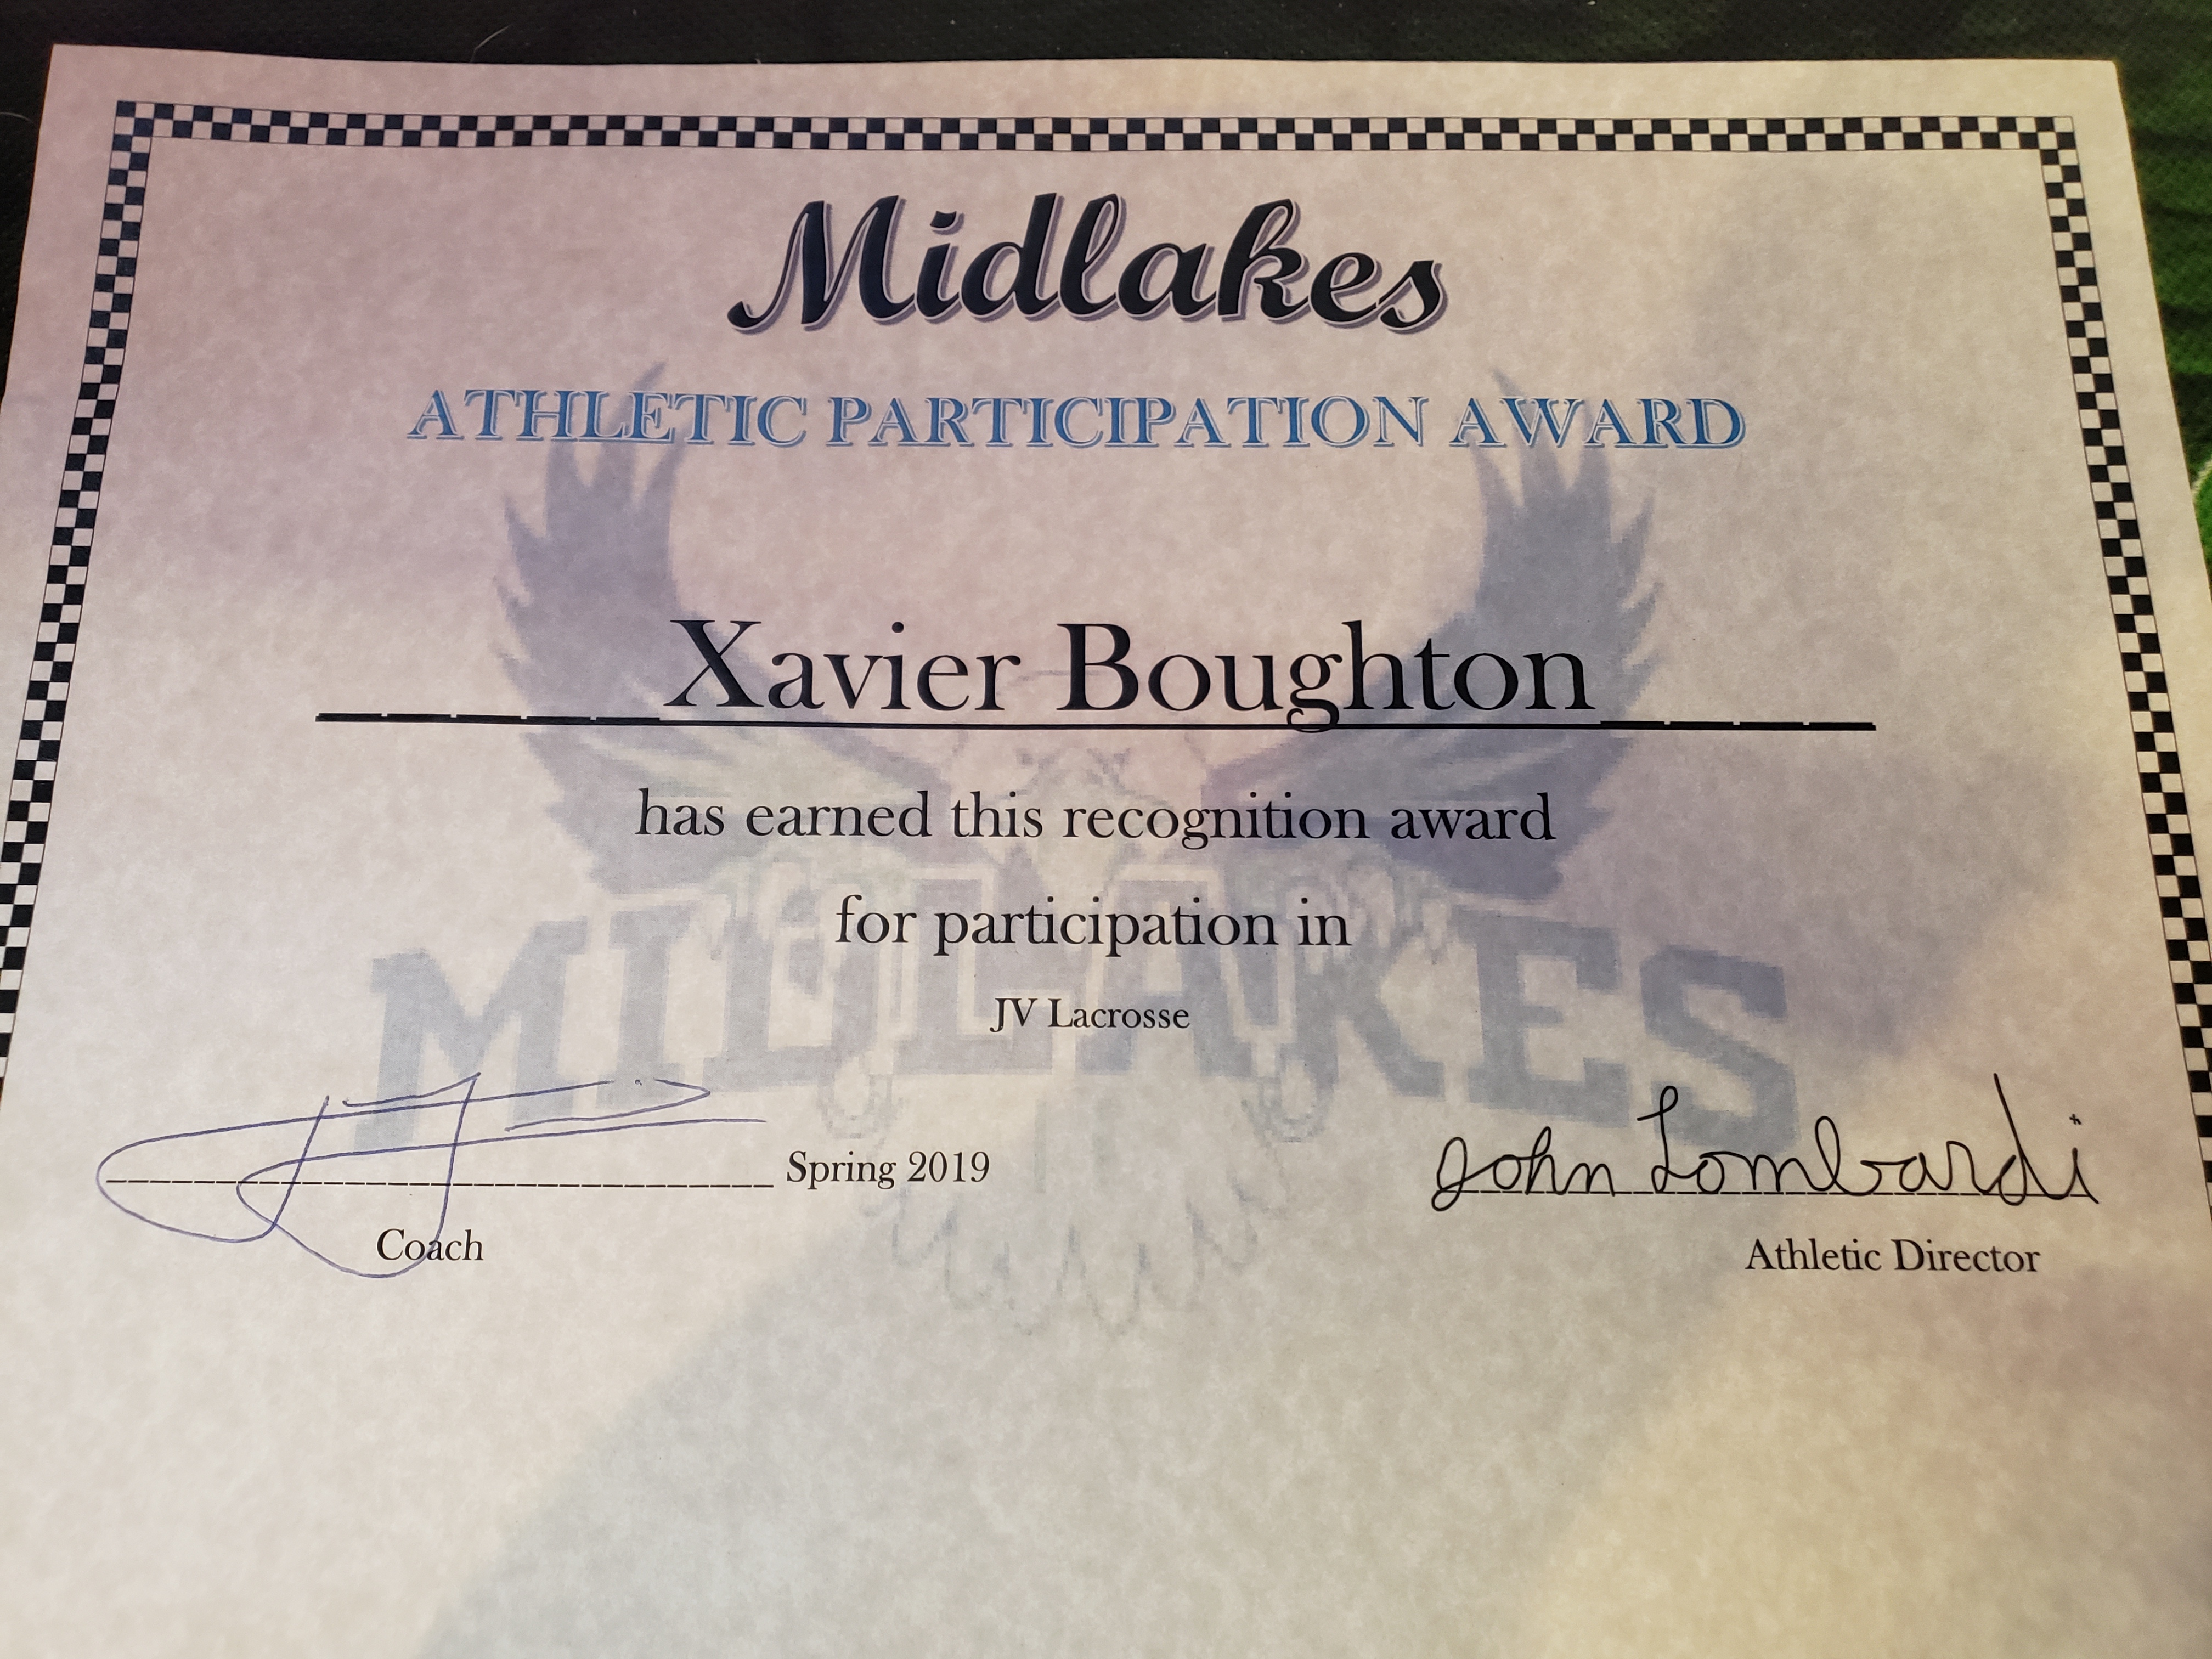 Midlakes
ATHLETIC PARTICIPATION AWARD
Xavier Boughton
has earned this recognition award
for participation in
MIDLAKES
JV Lacrosse
Spring 2019
John Lombardi
Coach
Athletic Director